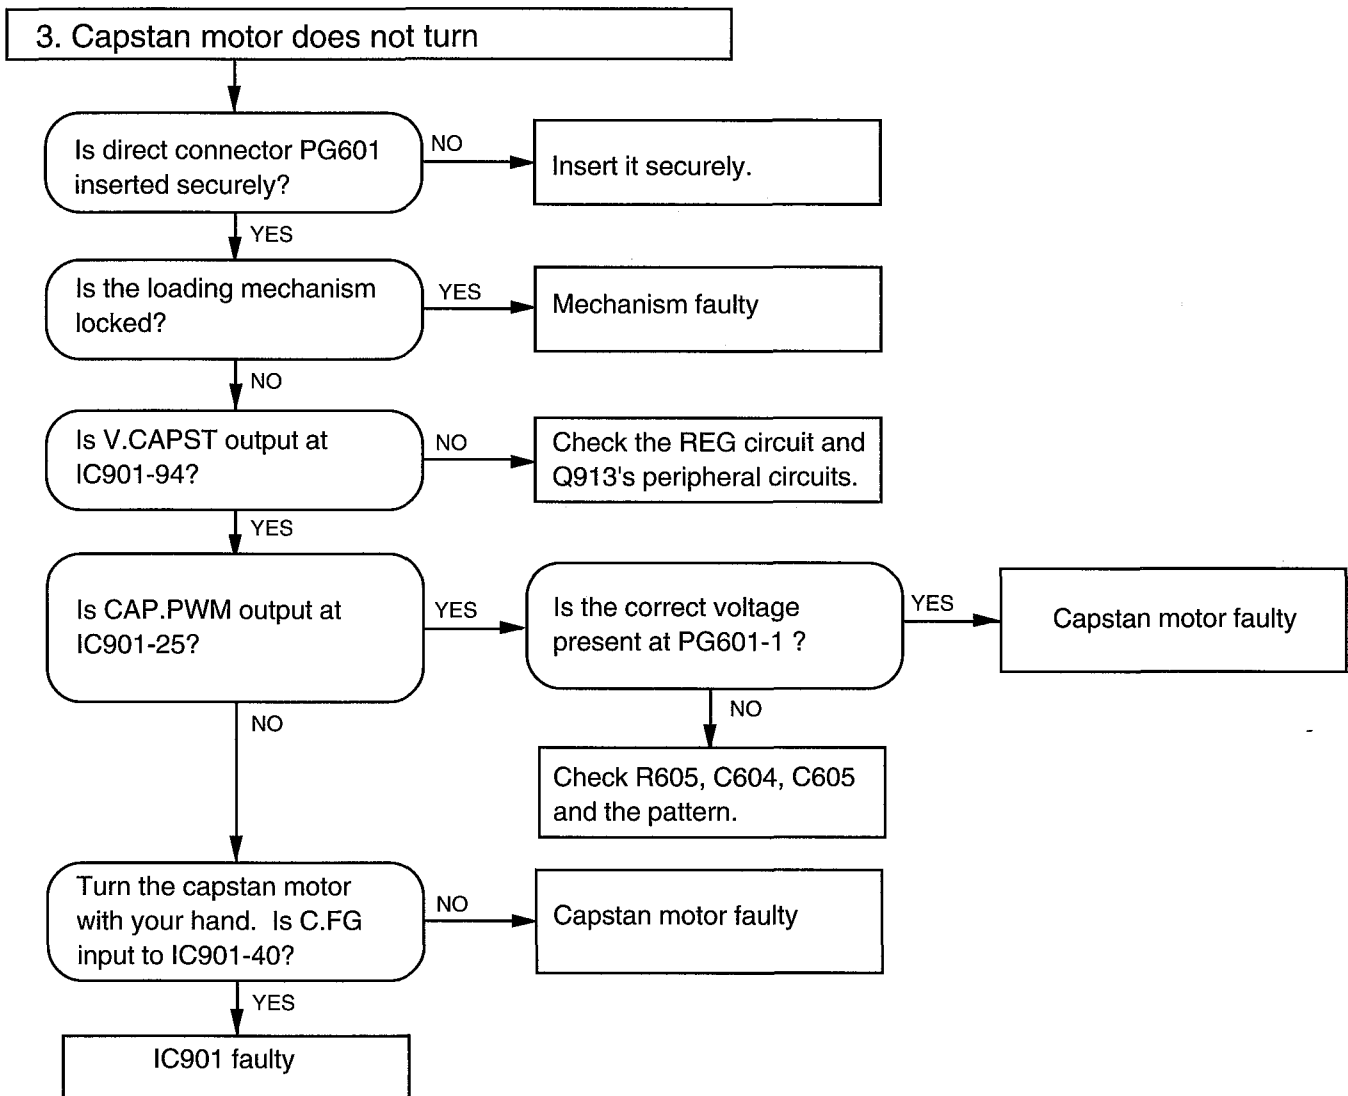 3. Capstan motor does not turn
Is direct connector PG601
inserted securely?
NO
Insert it securely.
YES
Is the loading mechanism
locked?
YES
Mechanism faulty
NO
Is V.CAPST output at
IC901-94?
NO
Check the REG circuit and
Q913's peripheral circuits.
YES
Is CAP.PWM output at
IC901-25?
YES
Is the correct voltage
present at PG601-1 ?
YES
Capstan motor faulty
NO
Check R605, C604, C605
and the pattern.
NO
Turn the capstan motor
with your hand. Is C.FG
input to IC901-40?
NO
Capstan motor faulty
YES
IC901 faulty